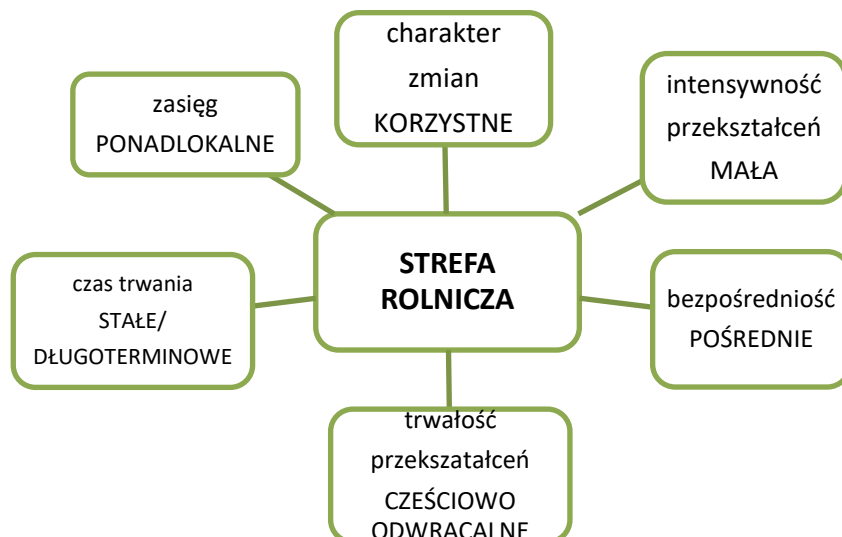 charakter
zmian
KORZYSTNE
zasięg
PONADLOKALNE
intensywność
przekształceń
MAŁA
STREFA
ROLNICZA
czas trwania
STAŁE/
DŁUGOTERMINOWE
bezpośredniość
POŚREDNIE
trwałość
przekszatałceń
CZEŚCIOWO
ODWRACALNE